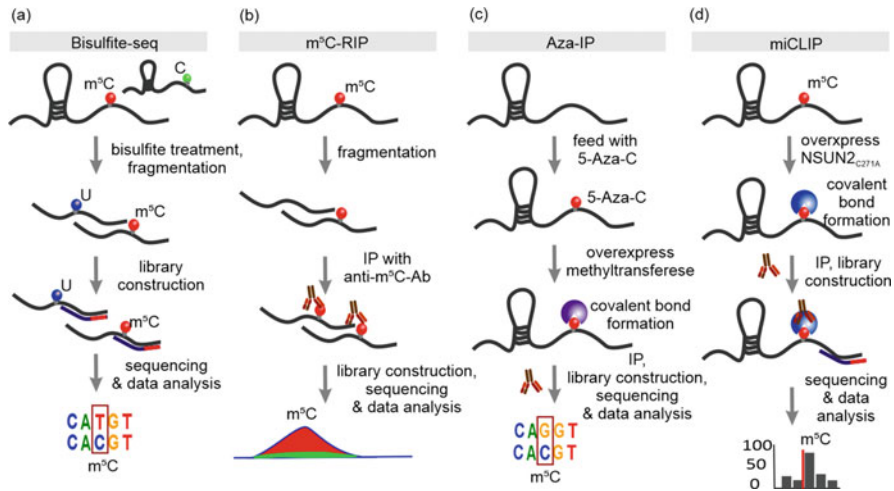 (a)
Bisulfite-seq
m⁵C
C
bisulfite treatment,
fragmentation
U
m⁵C
library
construction
U
m⁵C
sequencing
& data analysis
CATGT
CACGT
m⁵C
(b)
m⁵C-RIP
m⁵C
fragmentation
IP with
anti-m⁵C-Ab
library construction,
sequencing
& data analysis
m⁵C
(c)
Aza-IP
feed with
5-Aza-C
5-Aza-C
overexpress
methyltransferese
covalent bond
formation
IP,
library construction,
sequencing
& data analysis
CAGGT
CACGT
m⁵C
(d)
miCLIP
m⁵C
overxpress
NSUN2C271A
covalent
bond
formation
IP, library
construction
sequencing
& data
analysis
m⁵C
100
50
0